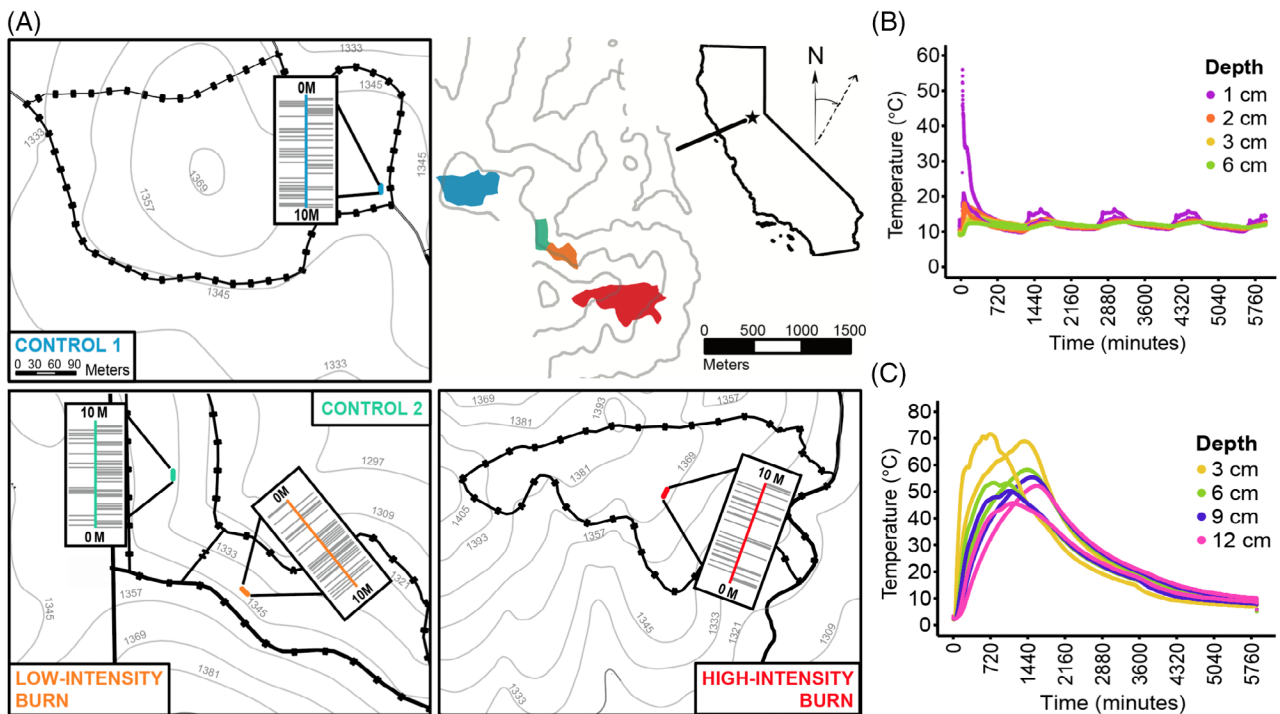 (A)
1333
1345
0M
1333
1345
1369
1357
10M
1345
CONTROL 1
0 30 60 90 Meters
1333
N
0 500 1000 1500
Meters
CONTROL 2
10 M
0 M
1297
0M
1309
1333
10M
1321
1345
1357
1345
1369
1381
LOW-INTENSITY
BURN
1369
1393
1357
1381
1381
1369
10 M
1405
1393
1357
0 M
1345
1333
1321
1309
1333
HIGH-INTENSITY
BURN
(B)
60
50
40
30
20
10
0
Temperature (°C)
Depth
1 cm
2 cm
3 cm
6 cm
0 720 1440 2160 2880 3600 4320 5040 5760
Time (minutes)
(C)
80
70
60
50
40
30
20
10
0
Temperature (°C)
Depth
3 cm
6 cm
9 cm
12 cm
0 720 1440 2160 2880 3600 4320 5040 5760
Time (minutes)